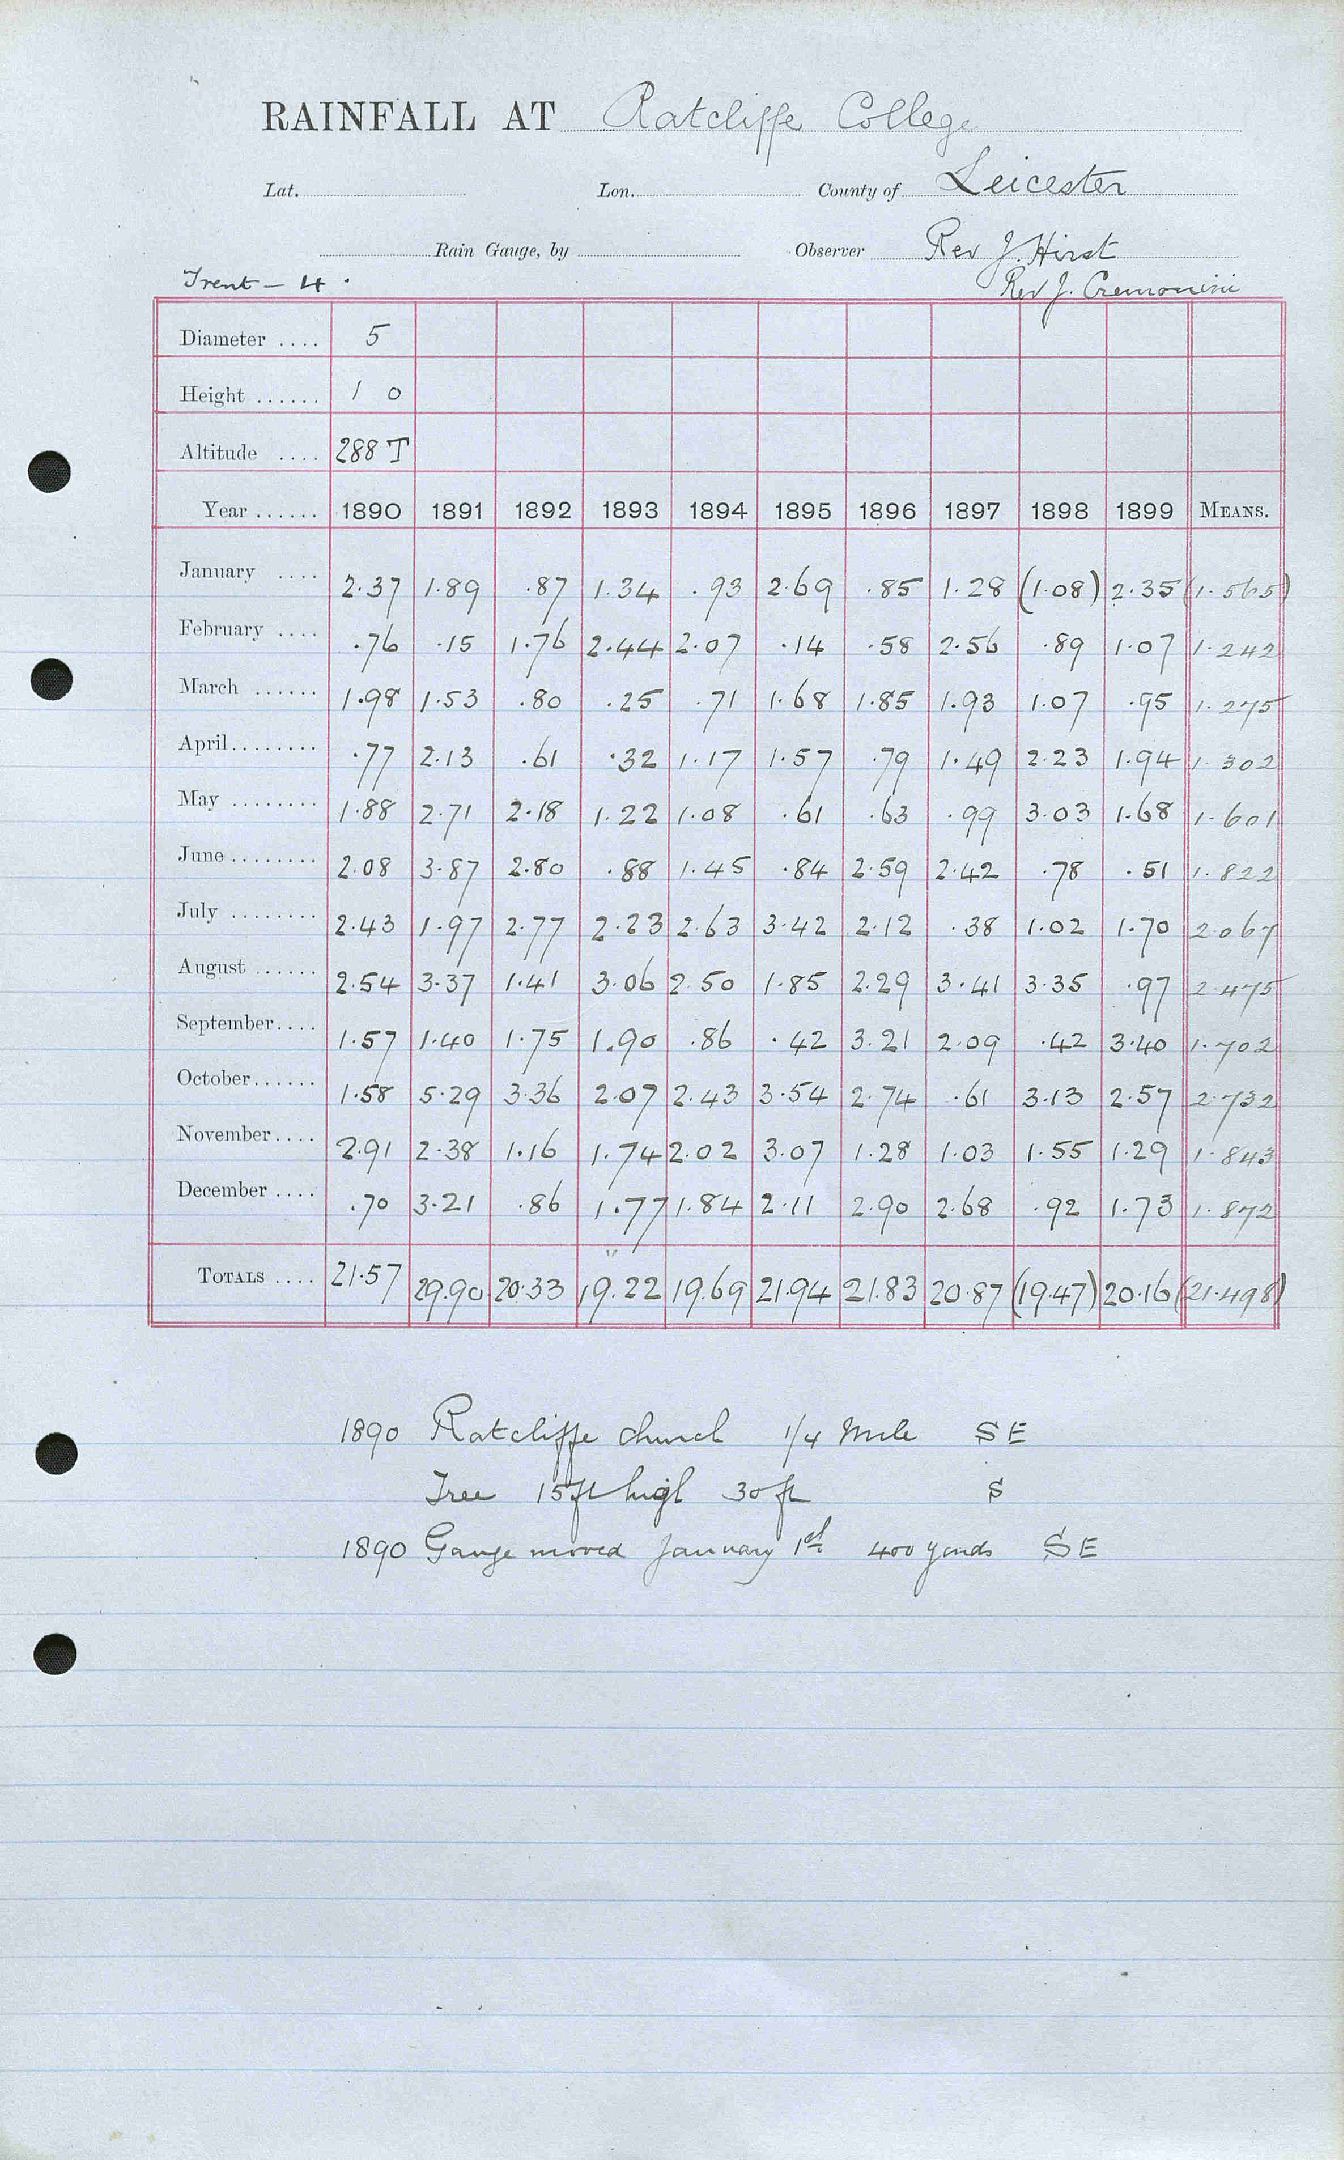 RAINFALL AT Ratcliffe College
Lat. Lon. County of Leicester
Rain Gauge, by Observer Rev J. Hirst
Trent – 4. Rev J. Cremonini
Diameter .... 5
Height ...... 1 0
Altitude .... 288 T
Year ...... 1890 1891 1892 1893 1894 1895 1896 1897 1898 1899 MEANS.
January .... 2.37 1.89 .87 1.34 .93 2.69 .85 1.28 (1.08) 2.35 (1.565)
February .... .76 .15 1.76 2.44 2.07 .14 .58 2.56 .89 1.07 1.242
March ...... 1.98 1.53 .80 .25 .71 1.68 1.85 1.93 1.07 .95 1.275
April........ .77 2.13 .61 .32 1.17 1.57 .79 1.49 2.23 1.94 1.302
May ........ 1.88 2.71 2.18 1.22 1.08 .61 .63 .99 3.03 1.68 1.601
June ........ 2.08 3.87 2.80 .88 1.45 .84 2.59 2.42 .78 .51 1.822
July ........ 2.43 1.97 2.77 2.23 2.63 3.42 2.12 .38 1.02 1.70 2.067
August ...... 2.54 3.37 1.41 3.06 2.50 1.85 2.29 3.41 3.35 .97 2.475
September.... 1.57 1.40 1.75 1.90 .86 .42 3.21 2.09 .42 3.40 1.702
October...... 1.58 5.29 3.36 2.07 2.43 3.54 2.74 .61 3.13 2.57 2.732
November.... 2.91 2.38 1.16 1.74 2.02 3.07 1.28 1.03 1.55 1.29 1.843
December .... .70 3.21 .86 1.77 1.84 2.11 2.90 2.68 .92 1.73 1.872
TOTALS .... 21.57 29.90 20.33 19.22 19.69 21.94 21.83 20.87 (19.47) 20.16 (21.498)
1890 Ratcliffe church 1/4 Mile S E
Tree 15ft high 30 ft S
1890 Gauge moved January 1st 400 yards S E